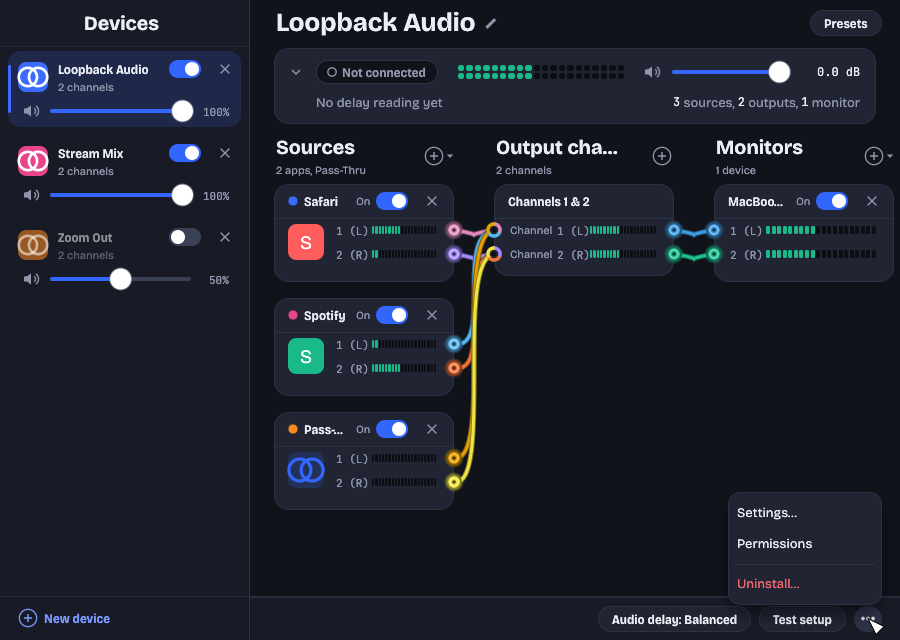 Devices
Loopback Audio
2 channels
100%
Stream Mix
2 channels
100%
Zoom Out
2 channels
50%
New device
Loopback Audio
Presets
Not connected
0.0 dB
No delay reading yet
3 sources, 2 outputs, 1 monitor
Sources
2 apps, Pass-Thru
Output cha...
2 channels
Monitors
1 device
Safari On
S
1 (L)
2 (R)
Channels 1 & 2
Channel 1 (L)
Channel 2 (R)
MacBoo... On
1 (L)
2 (R)
Spotify On
S
1 (L)
2 (R)
Pass-... On
1 (L)
2 (R)
Settings...
Permissions
Uninstall...
Audio delay: Balanced
Test setup